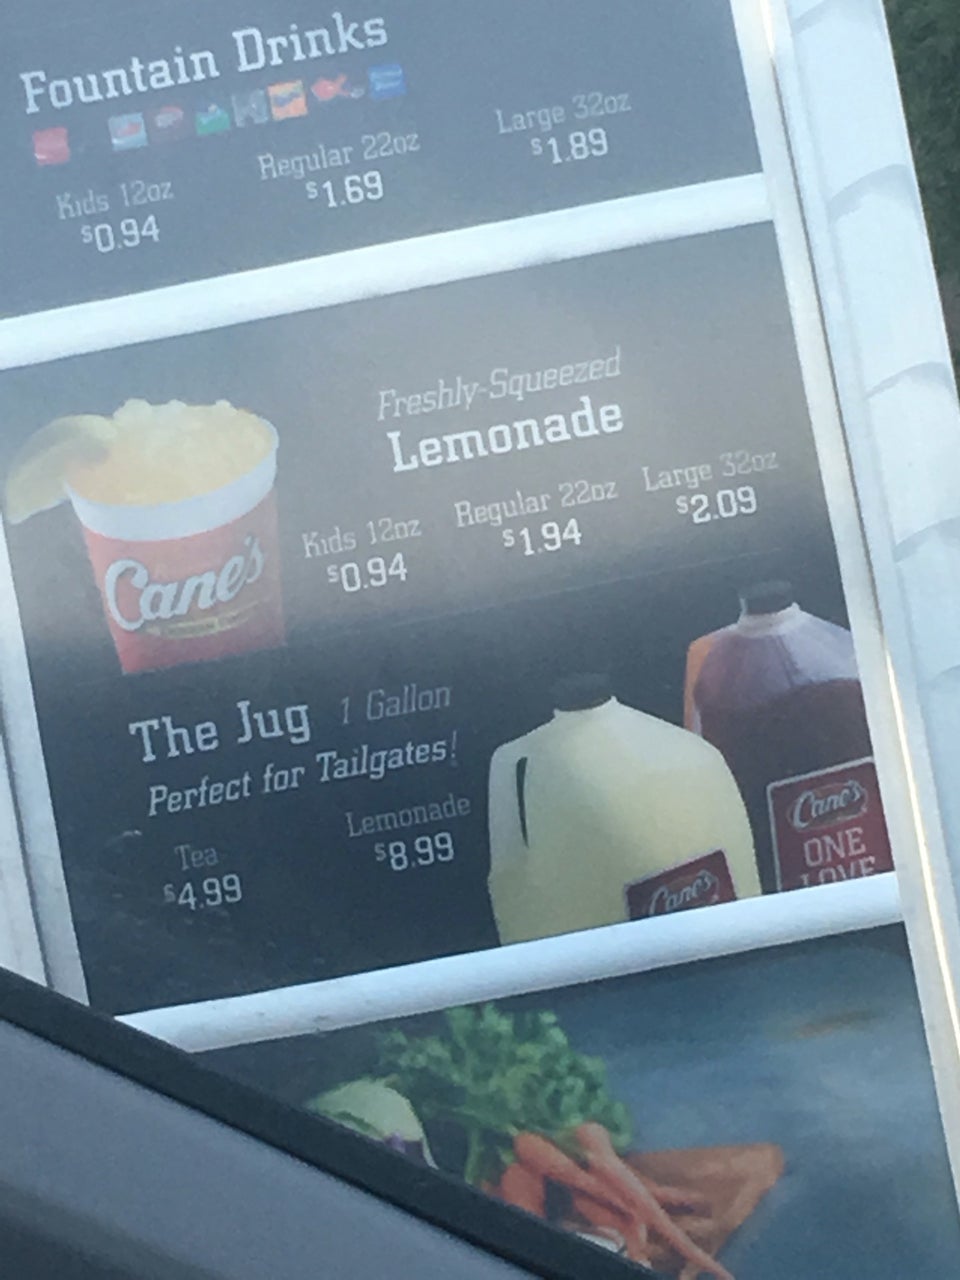 Fountain Drinks
Kids 12oz
$0.94
Regular 22oz
$1.69
Large 32oz
$1.89
Freshly-Squeezed
Lemonade
Kids 12oz
$0.94
Regular 22oz
$1.94
Large 32oz
$2.09
Cane's
The Jug 1 Gallon
Perfect for Tailgates!
Tea
$4.99
Lemonade
$8.99
Cane's
Cane's
ONE
LOVE